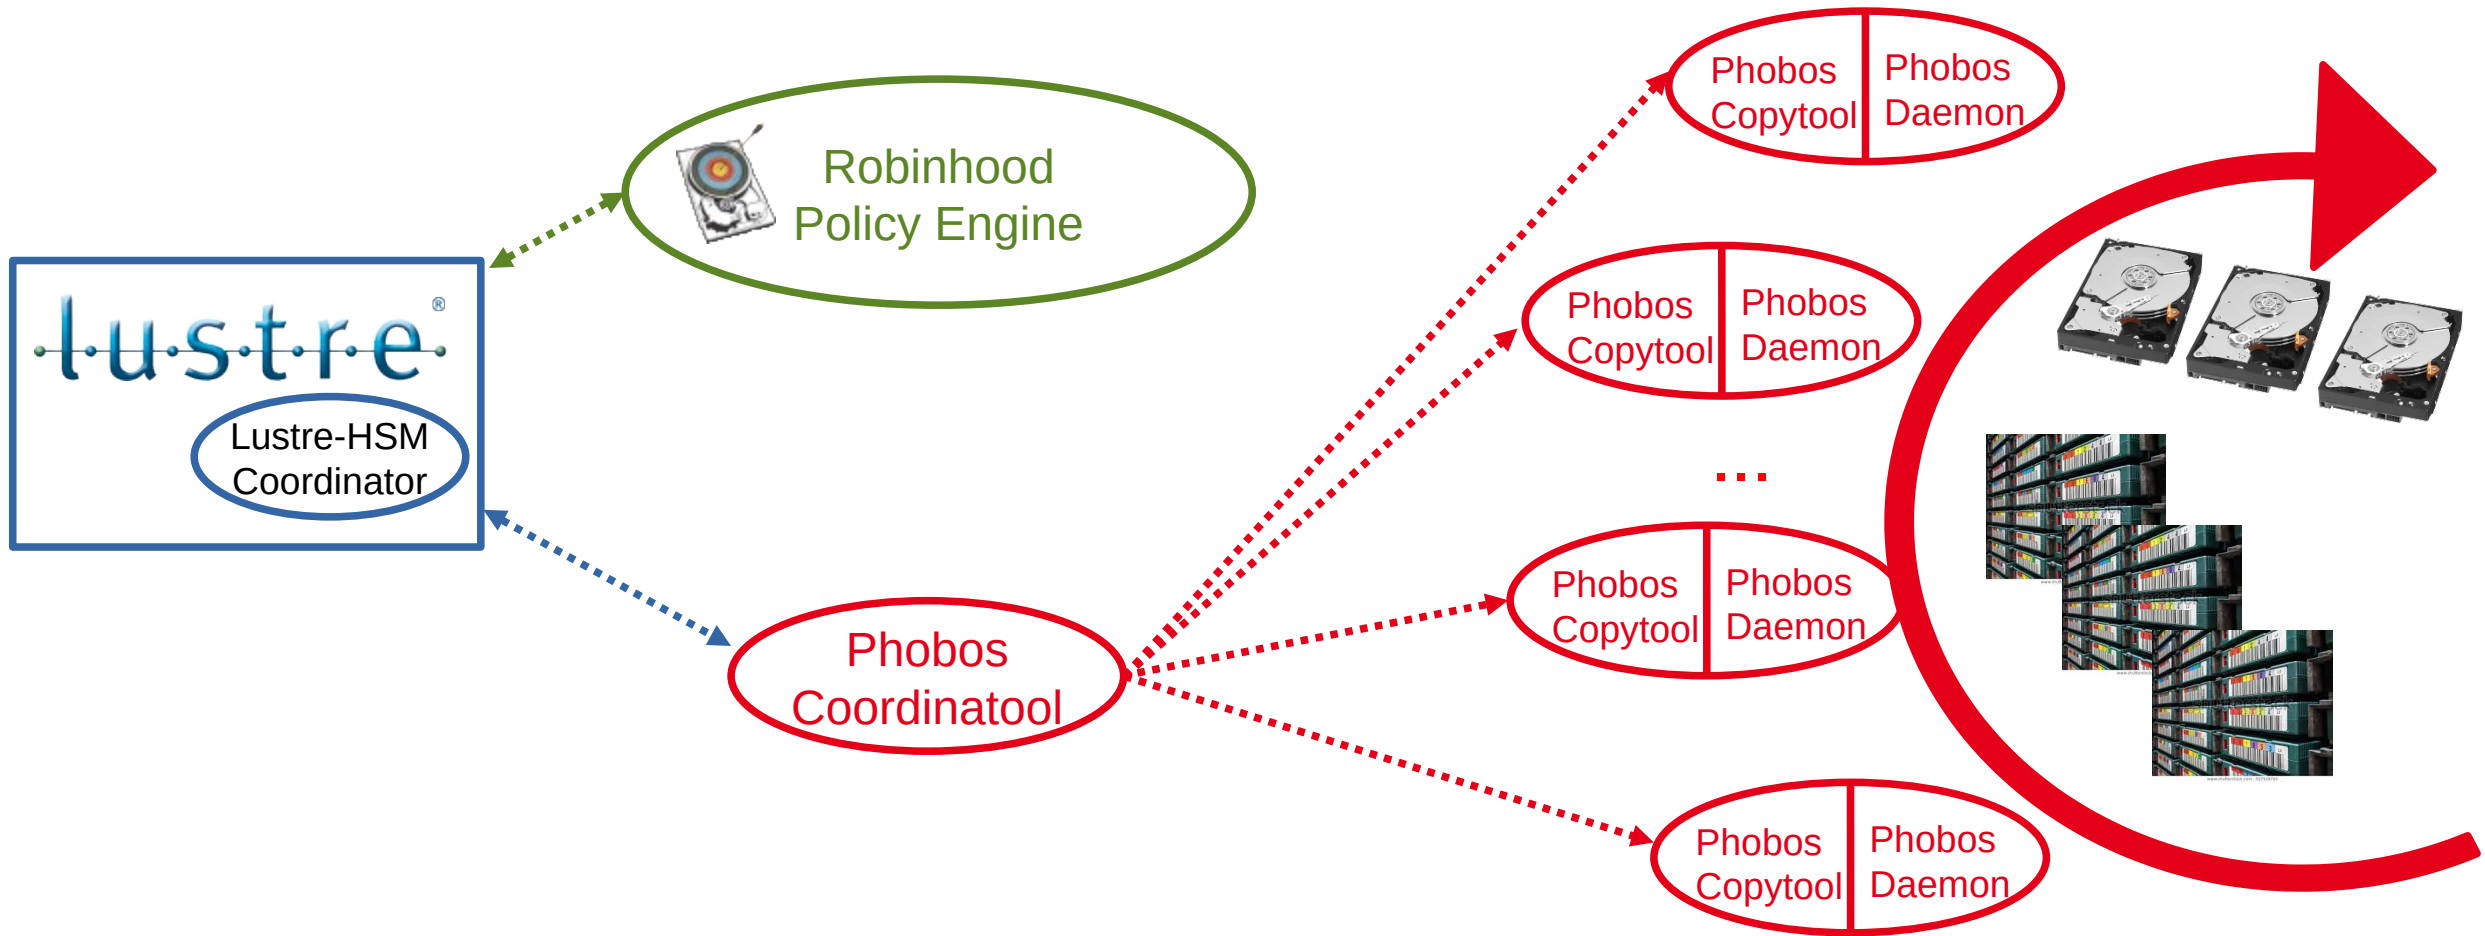 Phobos
Copytool
Phobos
Daemon
Robinhood
Policy Engine
lustre®
Phobos
Copytool
Phobos
Daemon
Lustre-HSM
Coordinator
...
Phobos
Copytool
Phobos
Daemon
Phobos
Coordinatool
Phobos
Copytool
Phobos
Daemon